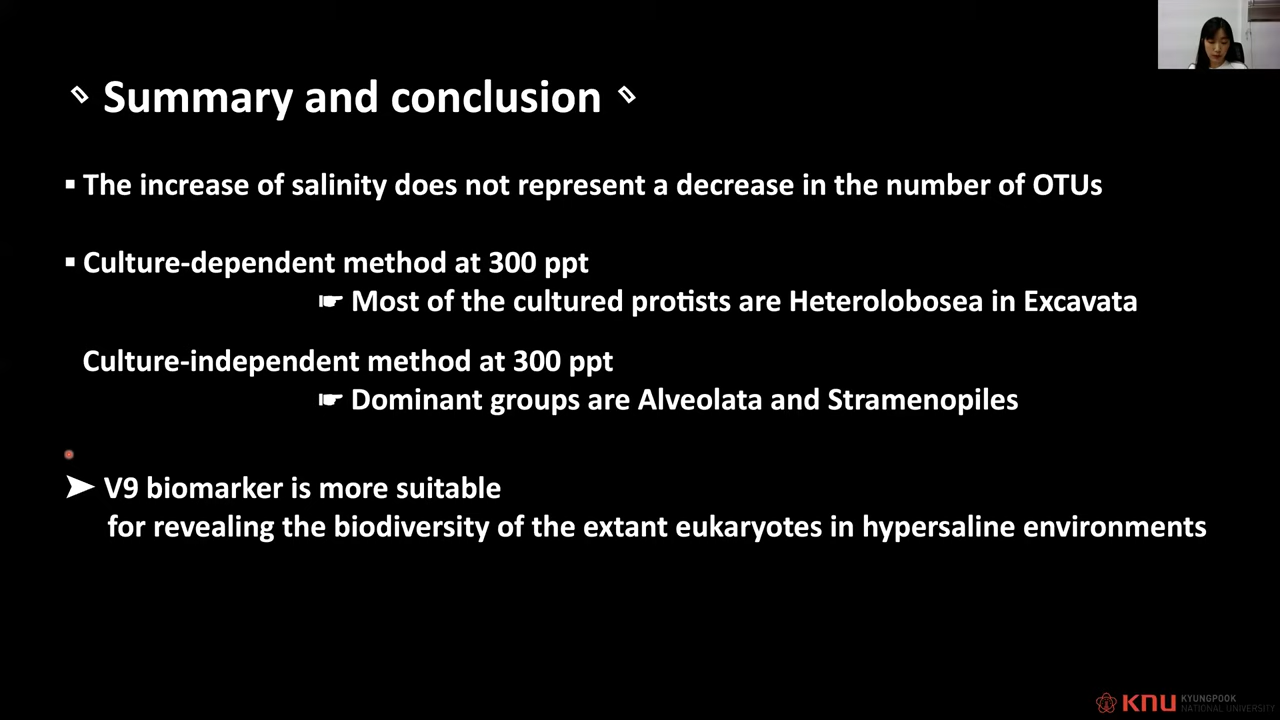 Summary and conclusion
▪ The increase of salinity does not represent a decrease in the number of OTUs
▪ Culture-dependent method at 300 ppt
☛ Most of the cultured protists are Heterolobosea in Excavata
Culture-independent method at 300 ppt
☛ Dominant groups are Alveolata and Stramenopiles
➤ V9 biomarker is more suitable
for revealing the biodiversity of the extant eukaryotes in hypersaline environments
KNU KYUNGPOOK
NATIONAL UNIVERSITY